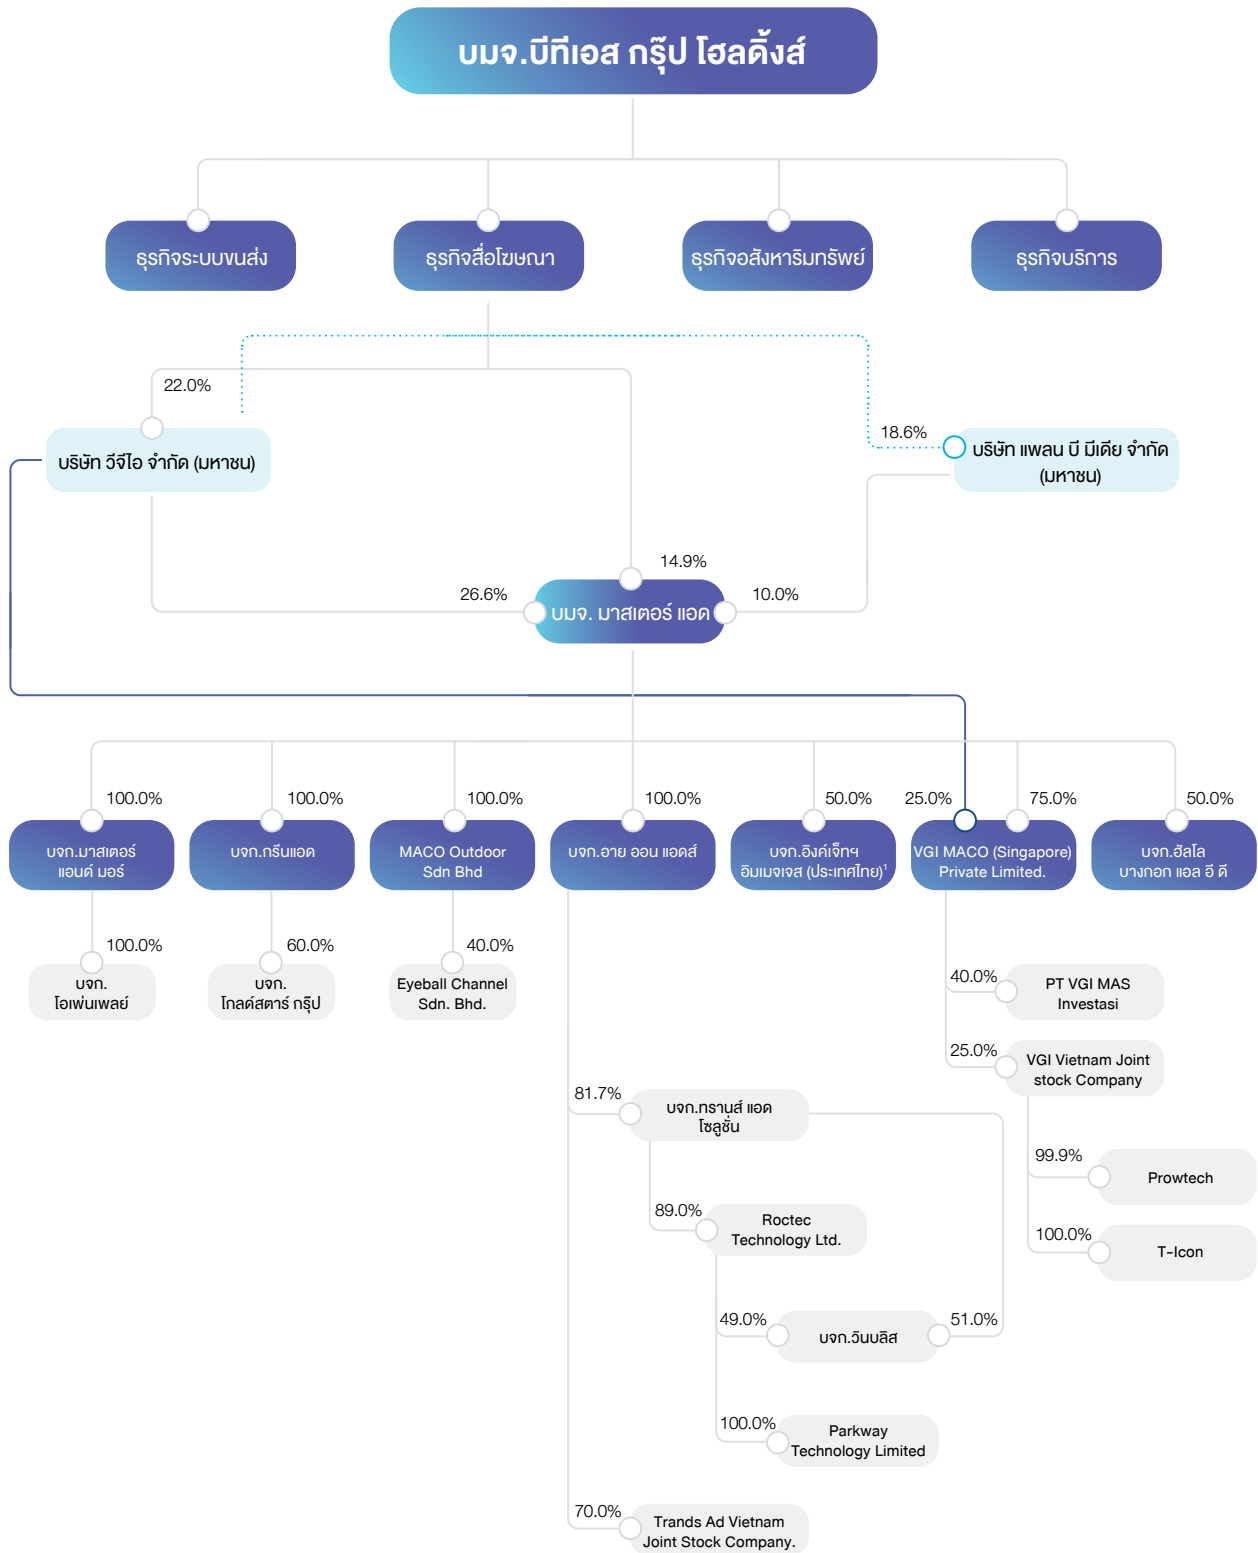 บมจ.บีทีเอส กรุ๊ป โฮลดิ้งส์
ธุรกิจระบบขนส่ง
ธุรกิจสื่อโฆษณา
ธุรกิจอสังหาริมทรัพย์
ธุรกิจบริการ
22.0%
บริษัท วีจีไอ จำกัด (มหาชน)
18.6%
บริษัท แพลน บี มีเดีย จำกัด
(มหาชน)
14.9%
26.6%
บมจ. มาสเตอร์ แอด
10.0%
100.0%
100.0%
100.0%
100.0%
50.0%
25.0%
75.0%
50.0%
บจก.มาสเตอร์
แอนด์ มอร์
บจก.กรีนแอด
MACO Outdoor
Sdn Bhd
บจก.อาย ออน แอดส์
บจก.อิงค์เจ็ทฯ
อิมเมจเจส (ประเทศไทย)¹
VGI MACO (Singapore)
Private Limited.
บจก.ฮัลโล
บางกอก แอล อี ดี
100.0%
60.0%
40.0%
บจก.
โอเพ่นเพลย์
บจก.
โกลด์สตาร์ กรุ๊ป
Eyeball Channel
Sdn. Bhd.
40.0%
PT VGI MAS
Investasi
25.0%
VGI Vietnam Joint
stock Company
81.7%
บจก.ทรานส์ แอด
โซลูชั่น
99.9%
Prowtech
89.0%
Roctec
Technology Ltd.
100.0%
T-Icon
49.0%
บจก.วินบลิส
51.0%
100.0%
Parkway
Technology Limited
70.0%
Trands Ad Vietnam
Joint Stock Company.